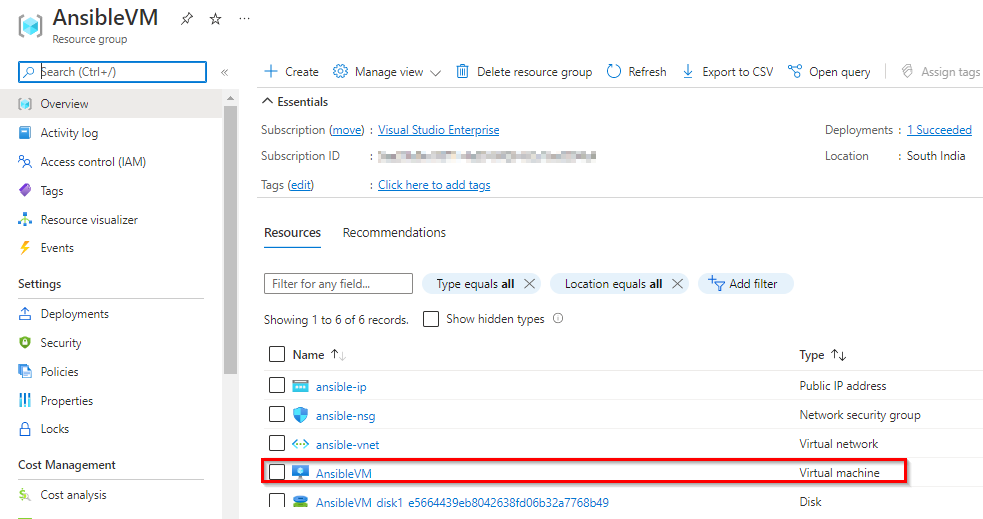 AnsibleVM
Resource group
Search (Ctrl+/)
Overview
Activity log
Access control (IAM)
Tags
Resource visualizer
Events
Settings
Deployments
Security
Policies
Properties
Locks
Cost Management
Cost analysis
Create Manage view Delete resource group Refresh Export to CSV Open query Assign tags
Essentials
Subscription (move) : Visual Studio Enterprise Deployments : 1 Succeeded
Subscription ID : Location : South India
Tags (edit) : Click here to add tags
Resources Recommendations
Filter for any field... Type equals all Location equals all Add filter
Showing 1 to 6 of 6 records. Show hidden types
Name Type
ansible-ip Public IP address
ansible-nsg Network security group
ansible-vnet Virtual network
AnsibleVM Virtual machine
AnsibleVM_disk1_e5664439eb8042638fd06b32a7768b49 Disk